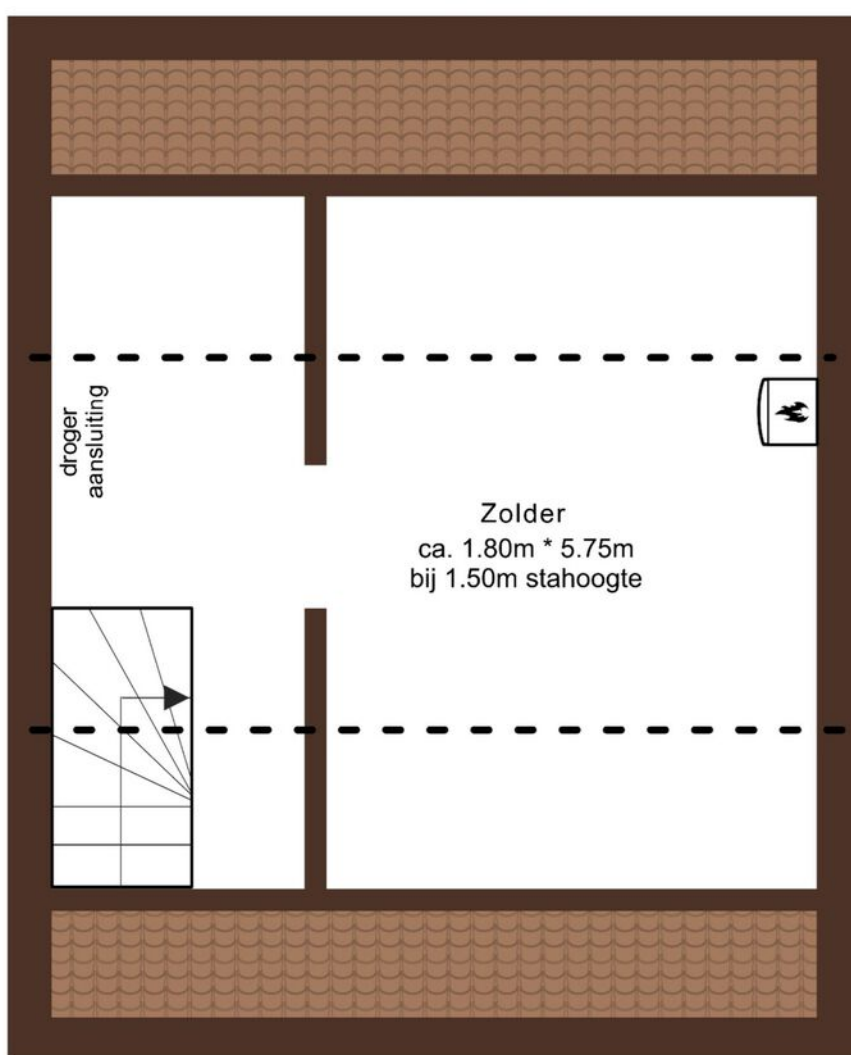 droger
aansluiting
Zolder
ca. 1.80m * 5.75m
bij 1.50m stahoogte